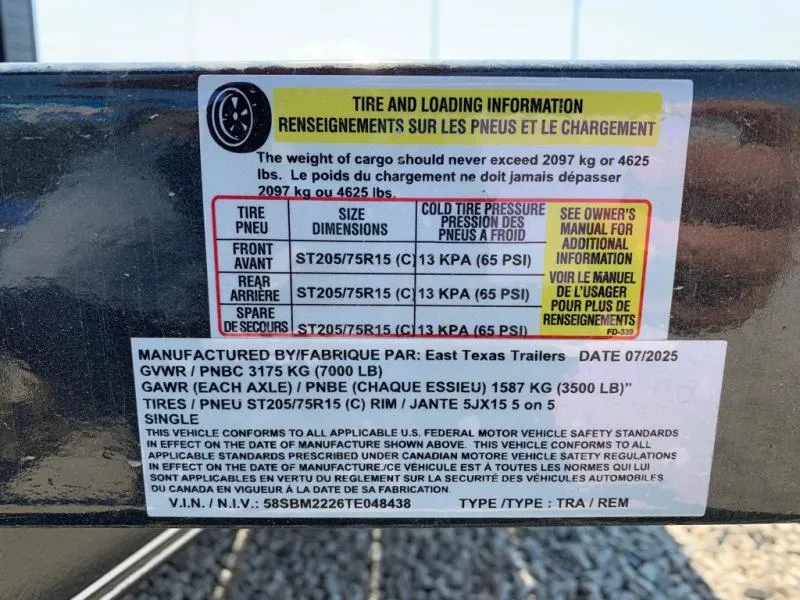 TIRE AND LOADING INFORMATION
RENSEIGNEMENTS SUR LES PNEUS ET LE CHARGEMENT
The weight of cargo should never exceed 2097 kg or 4625
lbs. Le poids du chargement ne doit jamais dépasser
2097 kg ou 4625 lbs.
TIRE
PNEU
SIZE
DIMENSIONS
COLD TIRE PRESSURE
PRESSION DES
PNEUS A FROID
SEE OWNER'S
MANUAL FOR
ADDITIONAL
INFORMATION
VOIR LE MANUEL
DE L'USAGER
POUR PLUS DE
RENSEIGNEMENTS
FD-339
FRONT
AVANT
ST205/75R15 (C) 13 KPA (65 PSI)
REAR
ARRIÈRE
ST205/75R15 (C) 13 KPA (65 PSI)
SPARE
DE SECOURS
ST205/75R15 (C) 13 KPA (65 PSI)
MANUFACTURED BY/FABRIQUE PAR: East Texas Trailers DATE 07/2025
GVWR / PNBC 3175 KG (7000 LB)
GAWR (EACH AXLE) / PNBE (CHAQUE ESSIEU) 1587 KG (3500 LB)"
TIRES / PNEU ST205/75R15 (C) RIM / JANTE 5JX15 5 on 5
SINGLE
THIS VEHICLE CONFORMS TO ALL APPLICABLE U.S. FEDERAL MOTOR VEHICLE SAFETY STANDARDS
IN EFFECT ON THE DATE OF MANUFACTURE SHOWN ABOVE. THIS VEHICLE CONFORMS TO ALL
APPLICABLE STANDARDS PRESCRIBED UNDER CANADIAN MOTORE VEHICLE SATETY REGULATIONS
IN EFFECT ON THE DATE OF MANUFACTURE./CE VÉHICULE EST À TOUTES LES NORMES QUI LUI
SONT APPLICABLES EN VERTU DU REGLEMENT SUR LA SECURITÉ DES VÉHICULES AUTOMOBILES
DU CANADA EN VIGUEUR À LA DATE DE SA FABRICATION.
V.I.N. / N.I.V.: 58SBM2226TE048438 TYPE /TYPE : TRA / REM